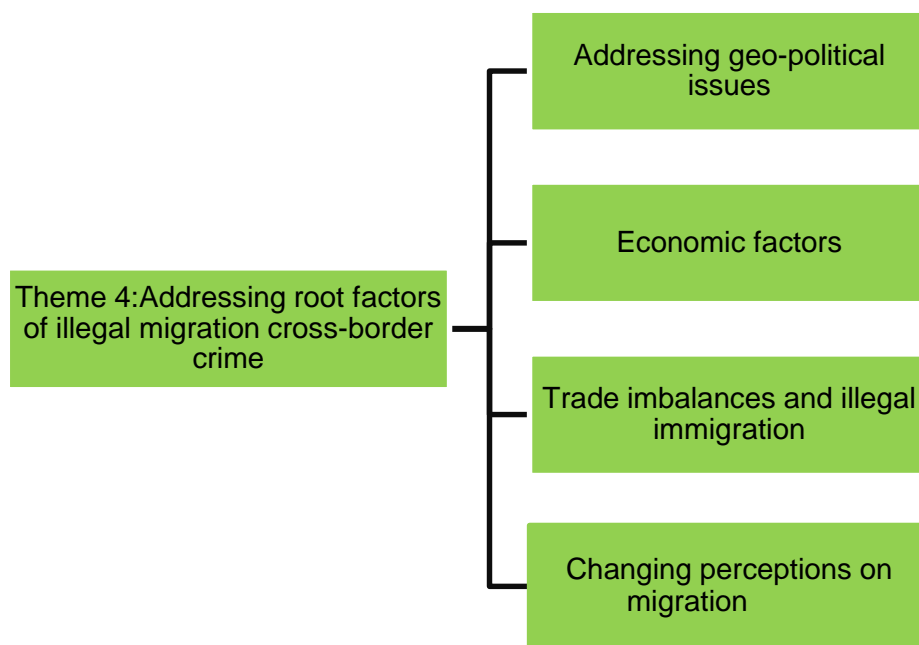 Addressing geo-political
issues
Economic factors
Theme 4:Addressing root factors
of illegal migration cross-border
crime
Trade imbalances and illegal
immigration
Changing perceptions on
migration